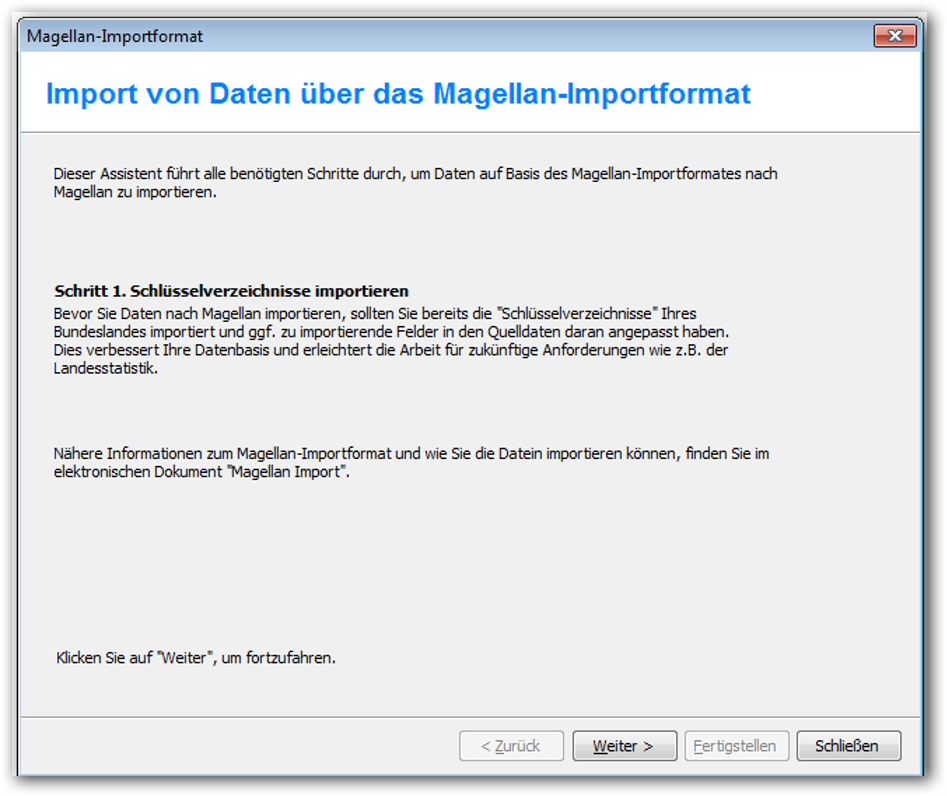 Magellan-Importformat
Import von Daten über das Magellan-Importformat
Dieser Assistent führt alle benötigten Schritte durch, um Daten auf Basis des Magellan-Importformates nach
Magellan zu importieren.
Schritt 1. Schlüsselverzeichnisse importieren
Bevor Sie Daten nach Magellan importieren, sollten Sie bereits die "Schlüsselverzeichnisse" Ihres
Bundeslandes importiert und ggf. zu importierende Felder in den Quelldaten daran angepasst haben.
Dies verbessert Ihre Datenbasis und erleichtert die Arbeit für zukünftige Anforderungen wie z.B. der
Landesstatistik.
Nähere Informationen zum Magellan-Importformat und wie Sie die Datein importieren können, finden Sie im
elektronischen Dokument "Magellan Import".
Klicken Sie auf "Weiter", um fortzufahren.
< Zurück Weiter > Fertigstellen Schließen